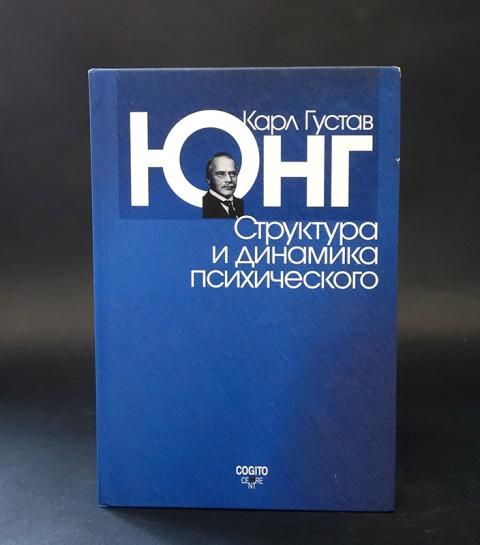 Карл Густав
ЮНГ
Структура
и динамика
психического
COGITO
CENTRE